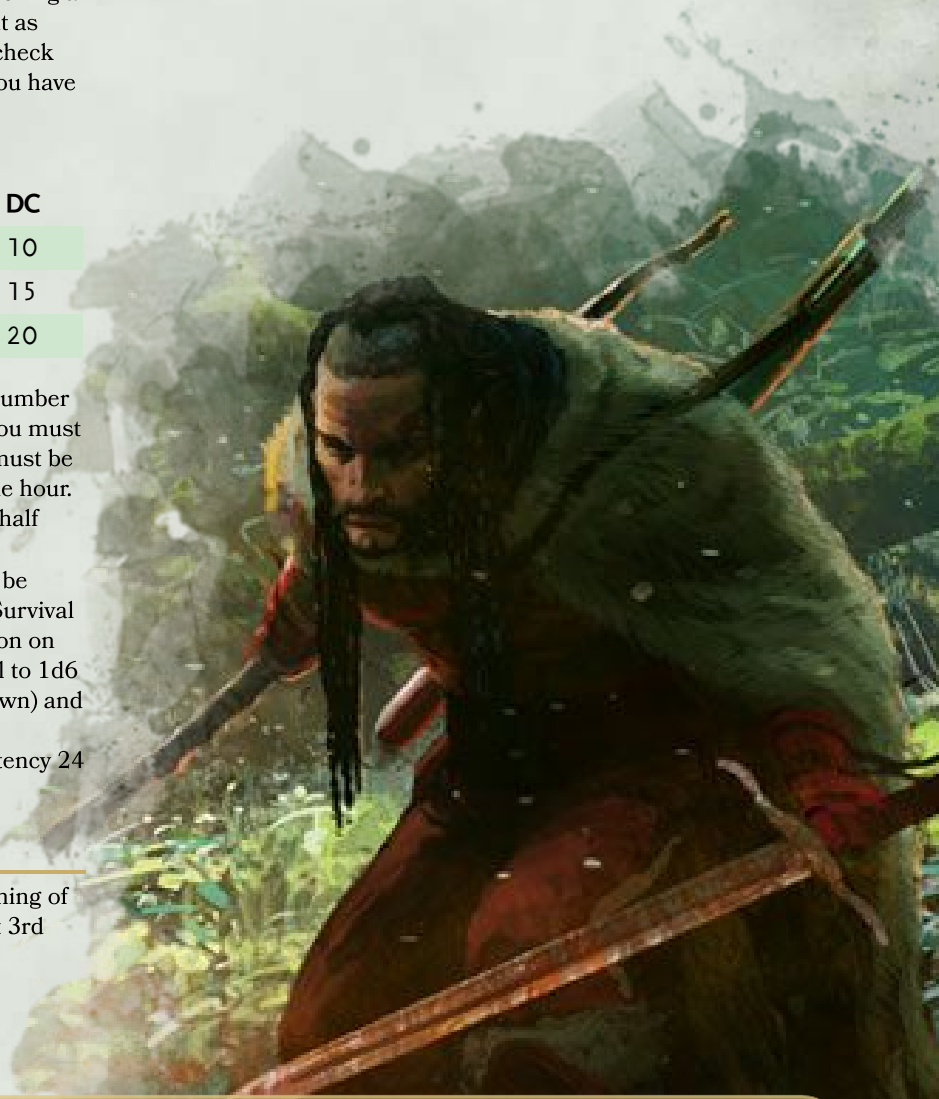 t as
check
ou have
DC
10
15
20
umber
ou must
must be
e hour.
half
be
Survival
on on
l to 1d6
wn) and
tency 24
ning of
3rd